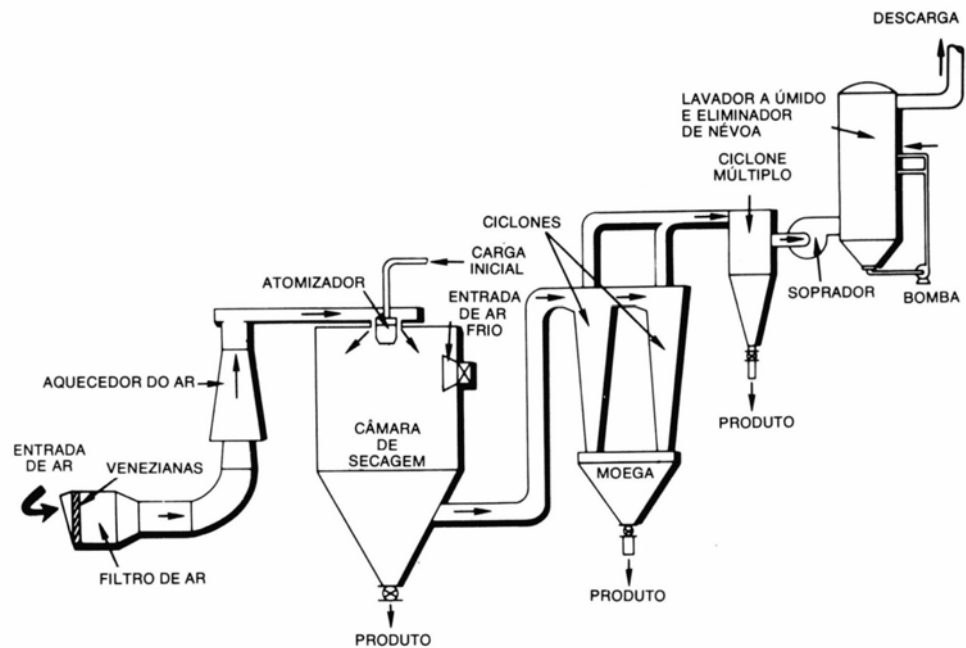 DESCARGA
LAVADOR A ÚMIDO
E ELIMINADOR
DE NÉVOA
CICLONE
MÚLTIPLO
CICLONES
CARGA
INICIAL
ATOMIZADOR
ENTRADA
DE AR
FRIO
SOPRADOR
BOMBA
AQUECEDOR DO AR
CÂMARA
DE
SECAGEM
PRODUTO
ENTRADA
DE AR
VENEZIANAS
MOEGA
FILTRO DE AR
PRODUTO
PRODUTO